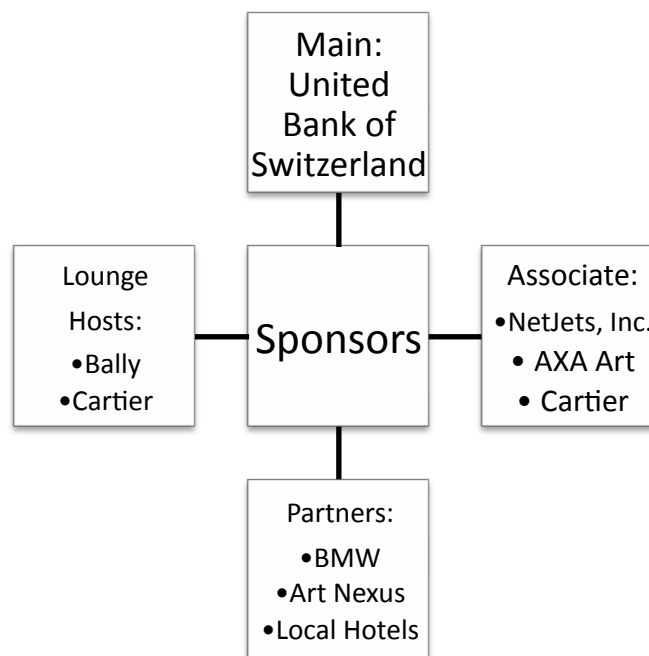 Main:
United
Bank of
Switzerland
Lounge
Hosts:
•Bally
•Cartier
Sponsors
Associate:
•NetJets, Inc.
• AXA Art
• Cartier
Partners:
•BMW
•Art Nexus
•Local Hotels